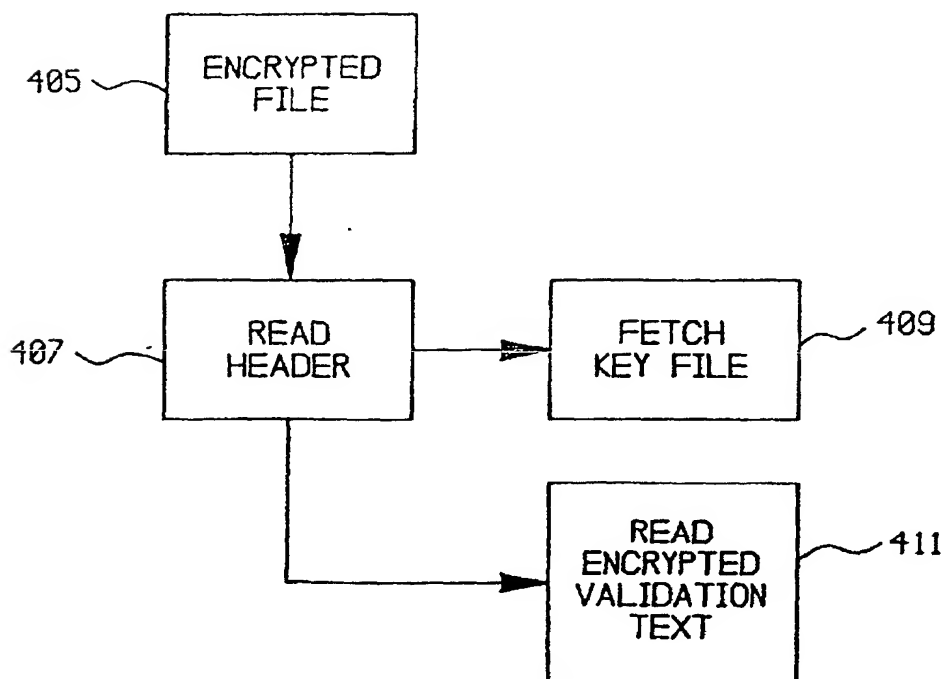 405
ENCRYPTED
FILE
407
READ
HEADER
FETCH
KEY FILE
409
READ
ENCRYPTED
VALIDATION
TEXT
411